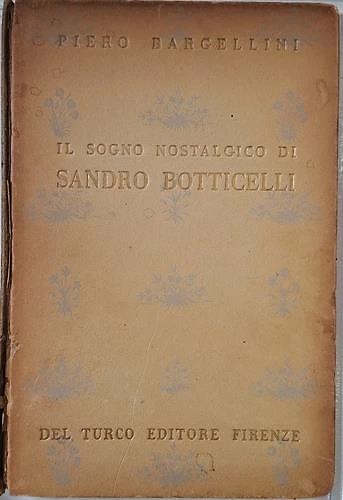 PIERO BARGELLINI
IL SOGNO NOSTALGICO DI
SANDRO BOTTICELLI
DEL TURCO EDITORE FIRENZE